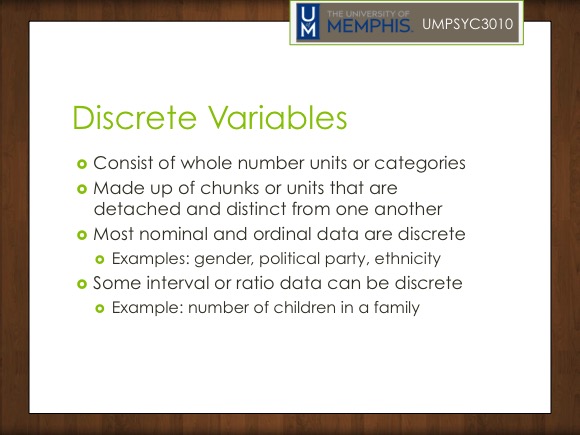 UM
THE UNIVERSITY OF
MEMPHIS.
UMPSYC3010
Discrete Variables
Consist of whole number units or categories
Made up of chunks or units that are
detached and distinct from one another
Most nominal and ordinal data are discrete
Examples: gender, political party, ethnicity
Some interval or ratio data can be discrete
Example: number of children in a family